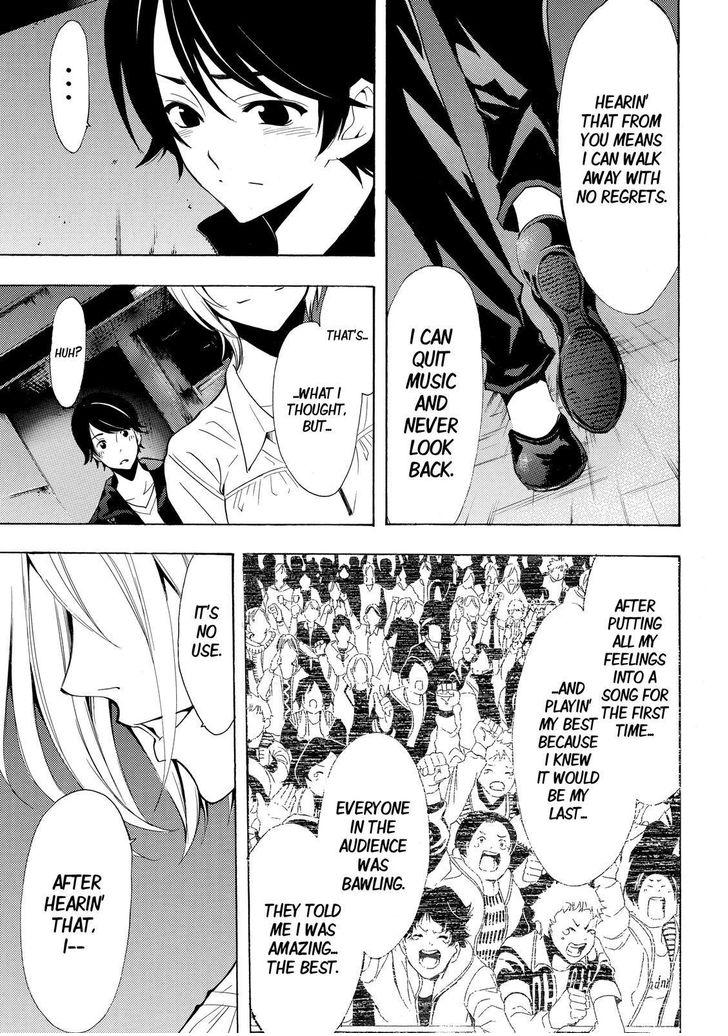 HEARIN'
THAT FROM
YOU MEANS
I CAN WALK
AWAY WITH
NO REGRETS.
I CAN
QUIT
MUSIC
AND
NEVER
LOOK
BACK.
...
THAT'S...
...WHAT I
THOUGHT,
BUT...
HUH?
AFTER
PUTTING
ALL MY
FEELINGS
INTO A
SONG FOR
THE FIRST
TIME...
...AND
PLAYIN'
MY BEST
BECAUSE
I KNEW
IT WOULD
BE MY
LAST...
EVERYONE
IN THE
AUDIENCE
WAS
BAWLING.
THEY TOLD
ME I WAS
AMAZING...
THE BEST.
IT'S
NO
USE.
AFTER
HEARIN'
THAT,
I--